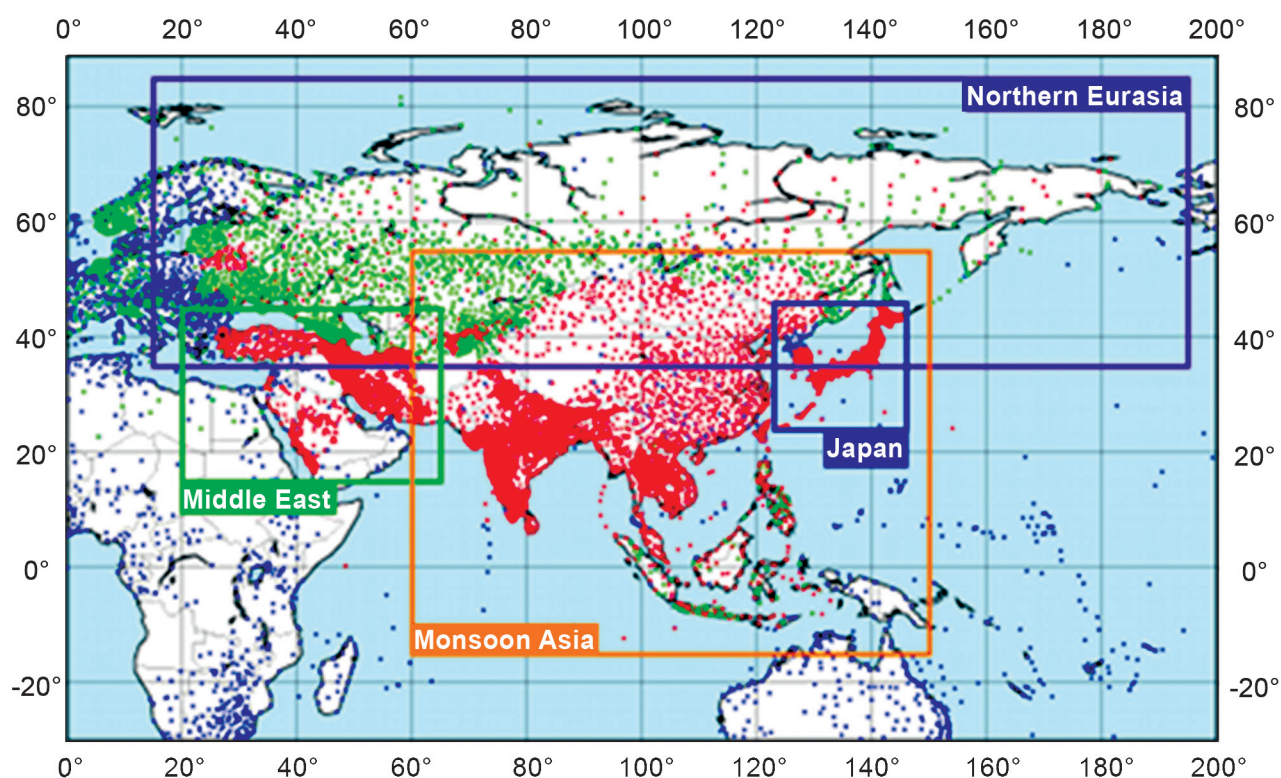 0° 20° 40° 60° 80° 100° 120° 140° 160° 180° 200°
80° Northern Eurasia 80°
60° 60°
40° 40°
20° Japan 20°
Middle East
0° 0°
Monsoon Asia
-20° -20°
0° 20° 40° 60° 80° 100° 120° 140° 160° 180° 200°